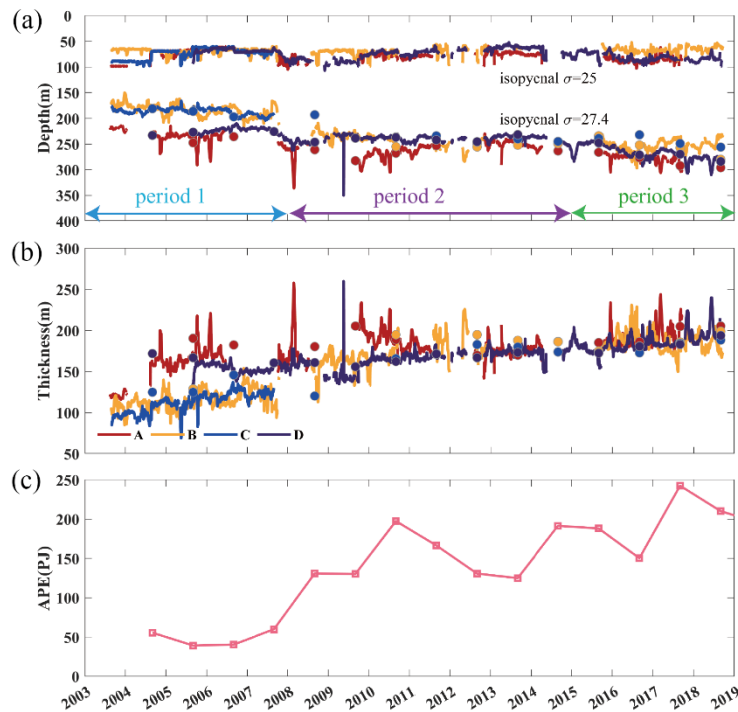 (a)
0
50
100
150
200
250
300
350
400
Depth(m)
isopycnal σ=25
isopycnal σ=27.4
period 1
period 2
period 3
(b)
300
250
200
150
100
50
Thickness(m)
A B C D
(c)
250
200
150
100
50
0
APE(PJ)
2003 2004 2005 2006 2007 2008 2009 2010 2011 2012 2013 2014 2015 2016 2017 2018 2019